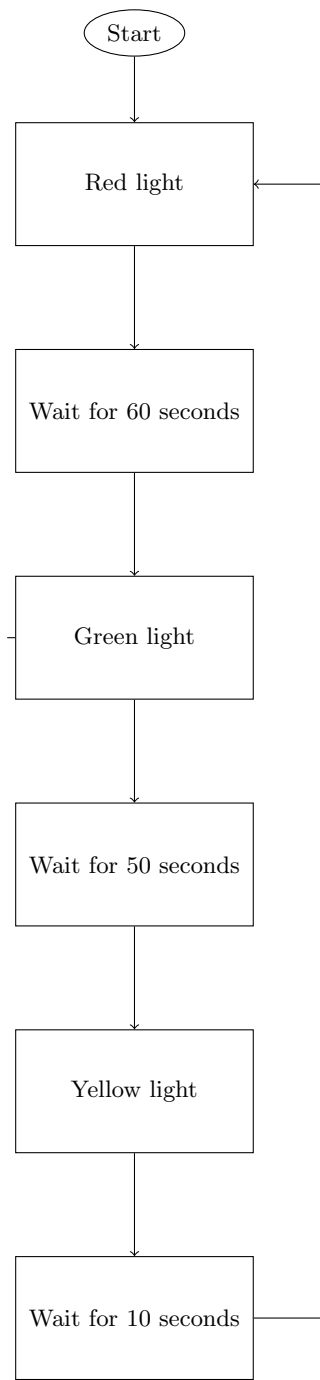 Start
Red light
Wait for 60 seconds
Green light
Wait for 50 seconds
Yellow light
Wait for 10 seconds